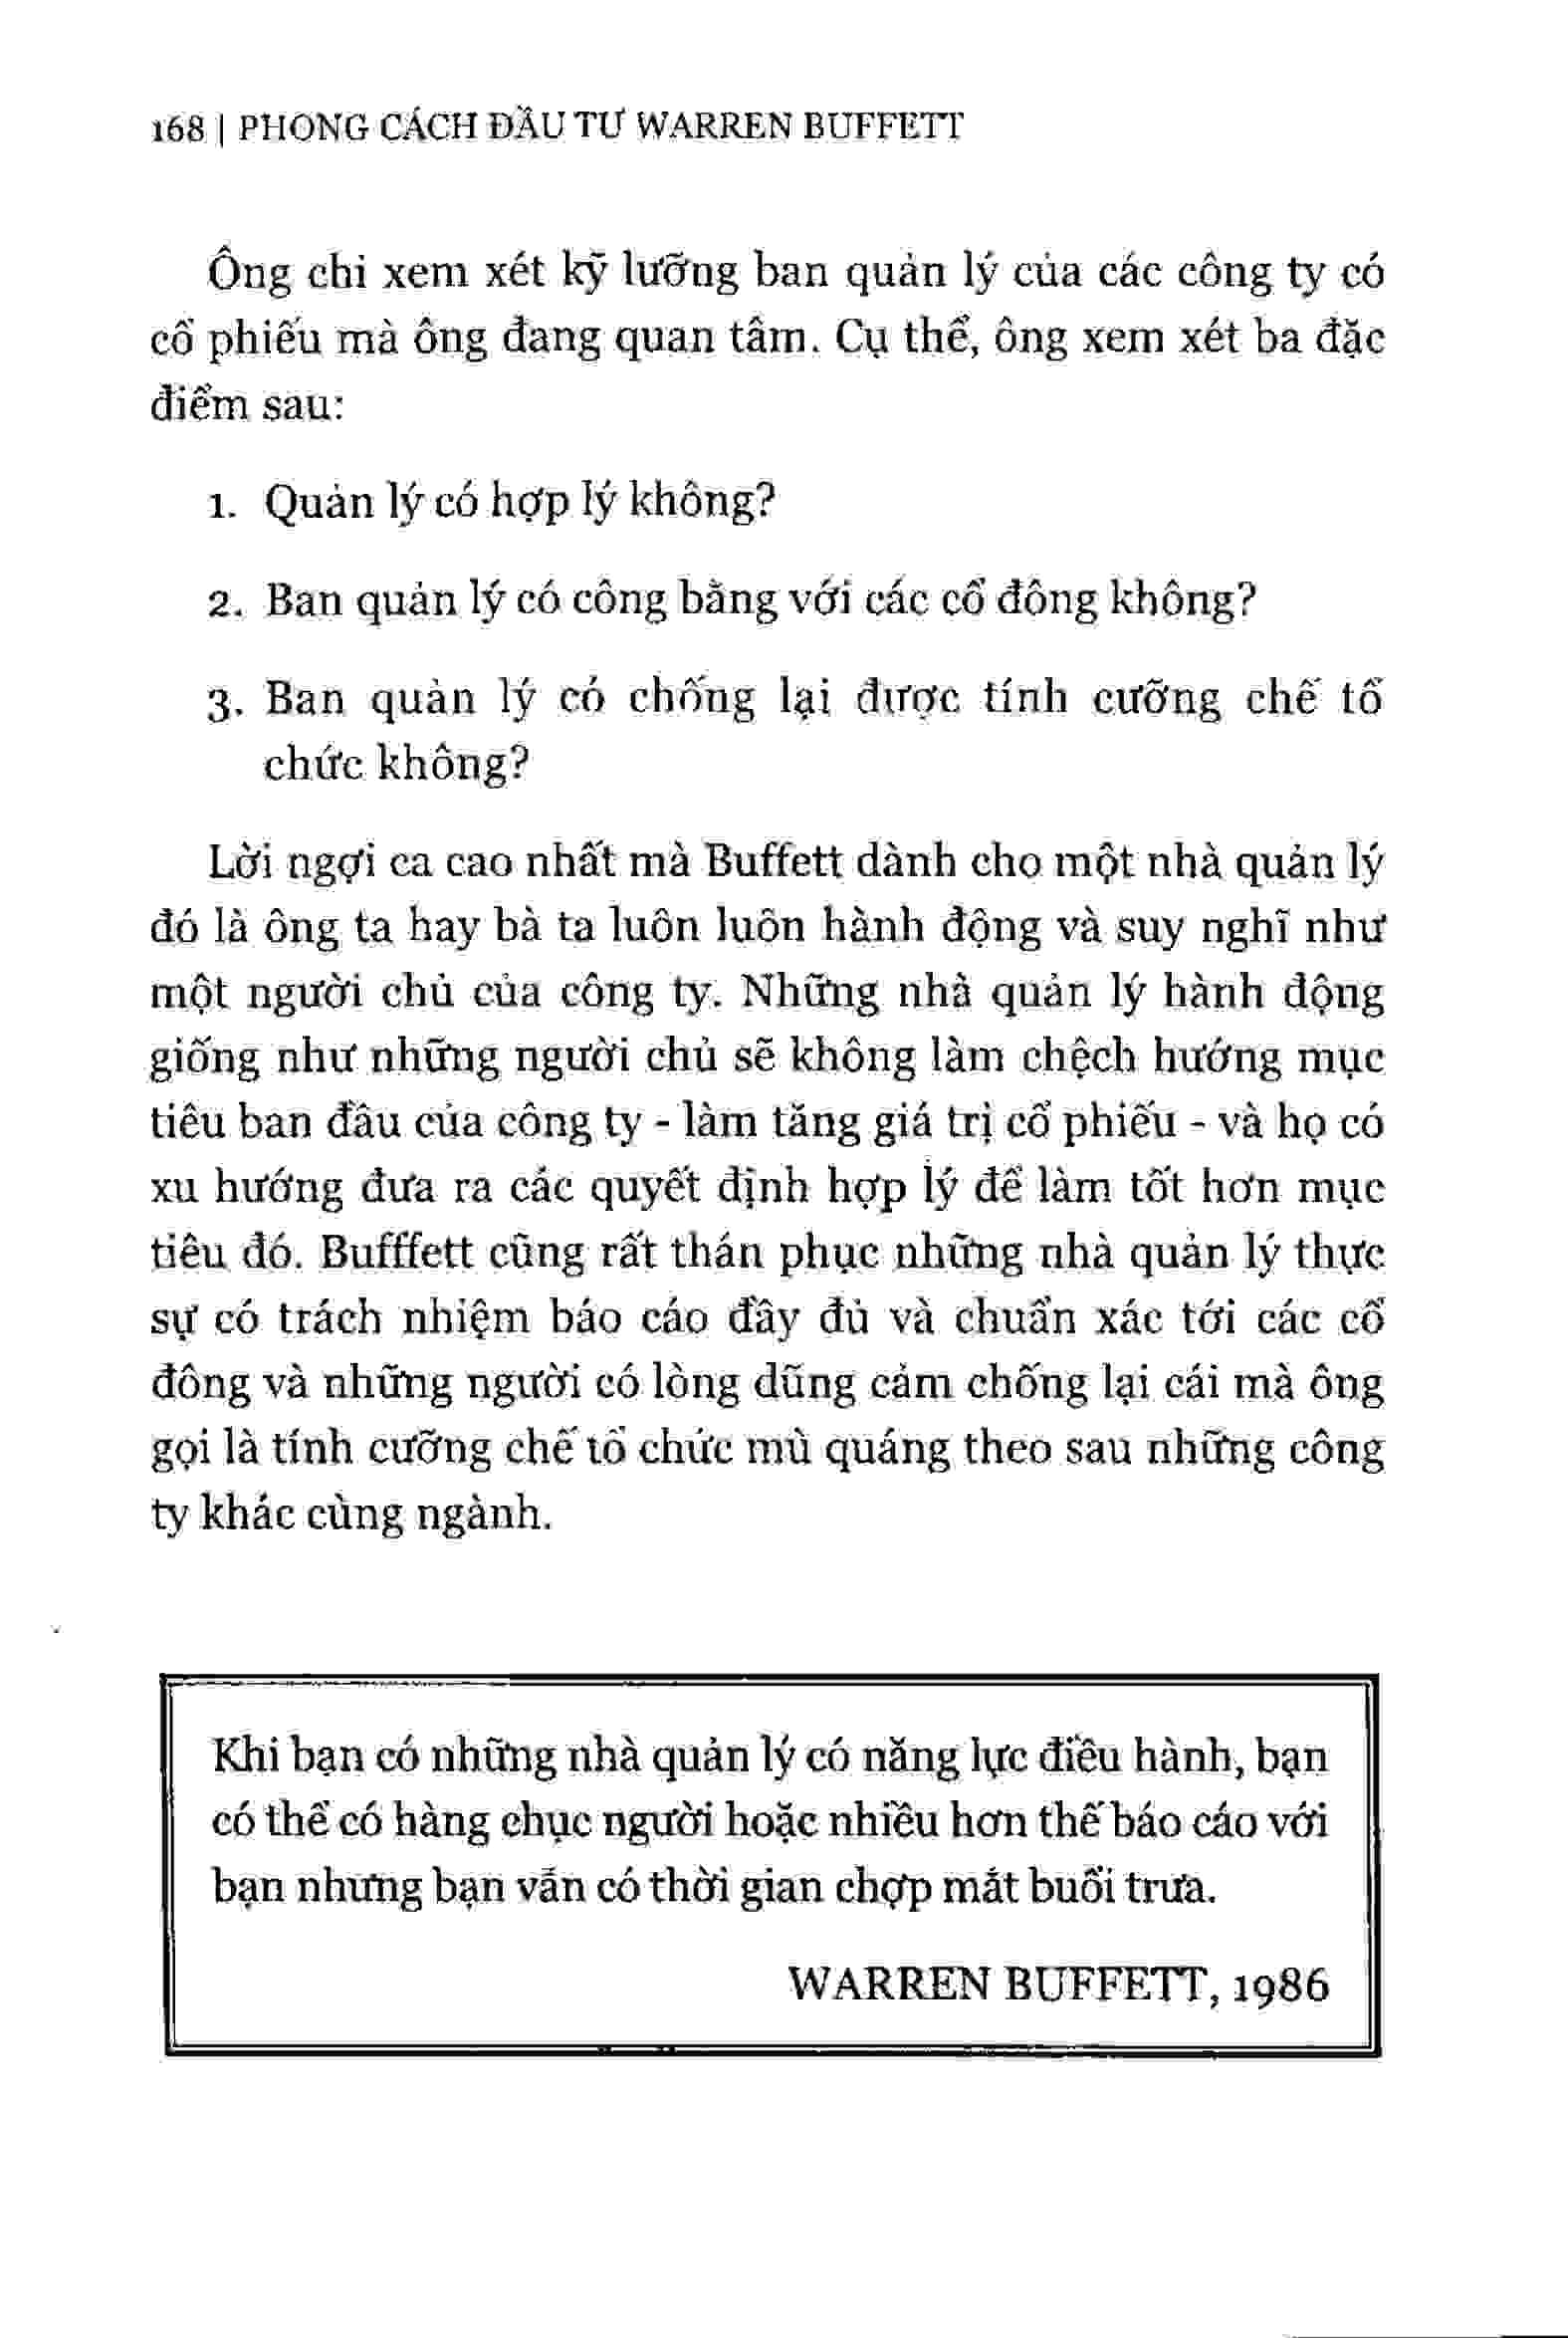 168 | PHONG CÁCH ĐẦU TƯ WARREN BUFFETT
Ông chỉ xem xét kỹ lưỡng ban quản lý của các công ty có
cổ phiếu mà ông đang quan tâm. Cụ thể, ông xem xét ba đặc
điểm sau:
1. Quản lý có hợp lý không?
2. Ban quản lý có công bằng với các cổ đông không?
3. Ban quản lý có chống lại được tính cưỡng chế tổ
chức không?
Lời ngợi ca cao nhất mà Buffett dành cho một nhà quản lý
đó là ông ta hay bà ta luôn luôn hành động và suy nghĩ như
một người chủ của công ty. Những nhà quản lý hành động
giống như những người chủ sẽ không làm chệch hướng mục
tiêu ban đầu của công ty - làm tăng giá trị cổ phiếu - và họ có
xu hướng đưa ra các quyết định hợp lý để làm tốt hơn mục
tiêu đó. Bufffett cũng rất thán phục những nhà quản lý thực
sự có trách nhiệm báo cáo đầy đủ và chuẩn xác tới các cổ
đông và những người có lòng dũng cảm chống lại cái mà ông
gọi là tính cưỡng chế tổ chức mù quáng theo sau những công
ty khác cùng ngành.
Khi bạn có những nhà quản lý có năng lực điều hành, bạn
có thể có hàng chục người hoặc nhiều hơn thế báo cáo với
bạn nhưng bạn vẫn có thời gian chợp mắt buổi trưa.
WARREN BUFFETT, 1986